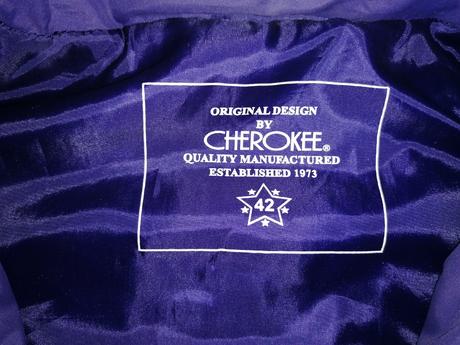 ORIGINAL DESIGN
BY
CHEROKEE®
QUALITY MANUFACTURED
ESTABLISHED 1973
42